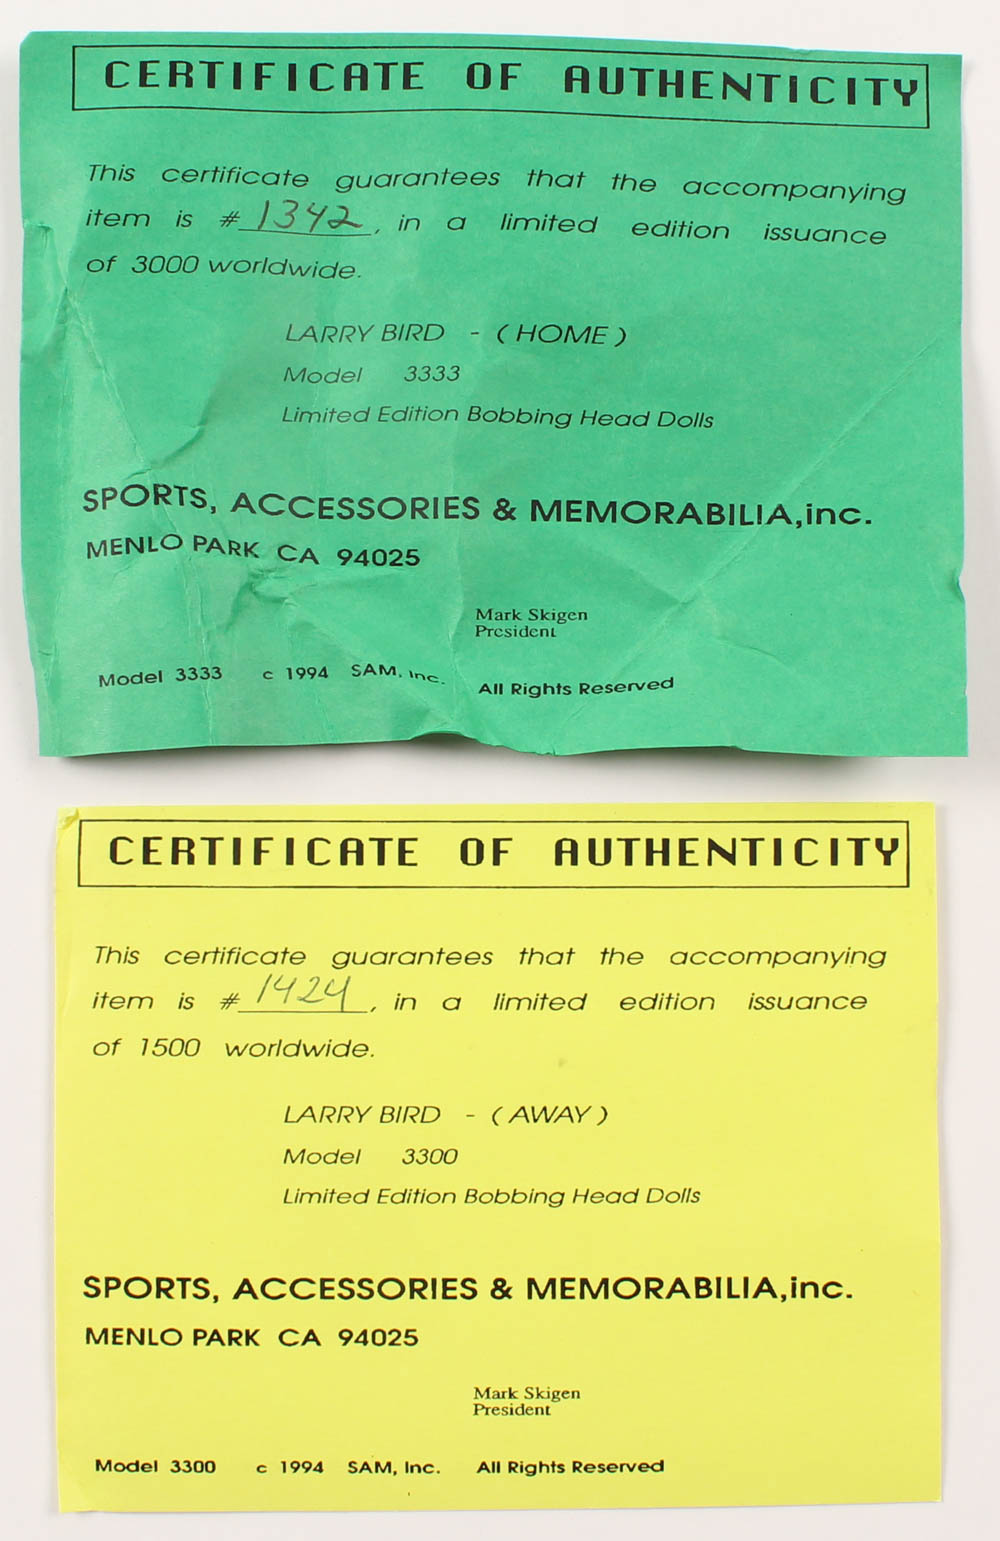 CERTIFICATE OF AUTHENTICITY
This certificate guarantees that the accompanying
item is # 1342, in a limited edition issuance
of 3000 worldwide.
LARRY BIRD - ( HOME )
Model 3333
Limited Edition Bobbing Head Dolls
SPORTS, ACCESSORIES & MEMORABILIA,inc.
MENLO PARK CA 94025
Mark Skigen
President
Model 3333 c 1994 SAM, Inc. All Rights Reserved
CERTIFICATE OF AUTHENTICITY
This certificate guarantees that the accompanying
item is # 1424, in a limited edition issuance
of 1500 worldwide.
LARRY BIRD - ( AWAY )
Model 3300
Limited Edition Bobbing Head Dolls
SPORTS, ACCESSORIES & MEMORABILIA,inc.
MENLO PARK CA 94025
Mark Skigen
President
Model 3300 c 1994 SAM, Inc. All Rights Reserved